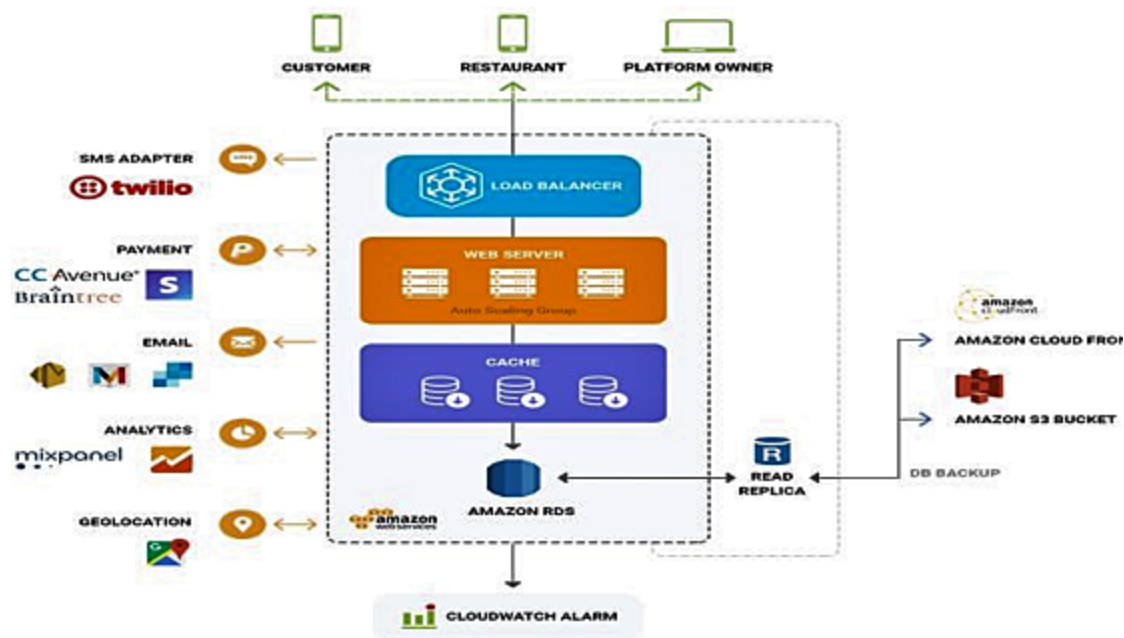 CUSTOMER
RESTAURANT
PLATFORM OWNER
SMS ADAPTER
twilio
LOAD BALANCER
PAYMENT
CC Avenue
Braintree
S
P
WEB SERVER
Auto Scaling Group
EMAIL
M
CACHE
ANALYTICS
mixpanel
GEOLOCATION
G
amazon
webservices
AMAZON RDS
R
READ
REPLICA
DB BACKUP
amazon
cloudfront
AMAZON CLOUD FRON
AMAZON S3 BUCKET
CLOUDWATCH ALARM